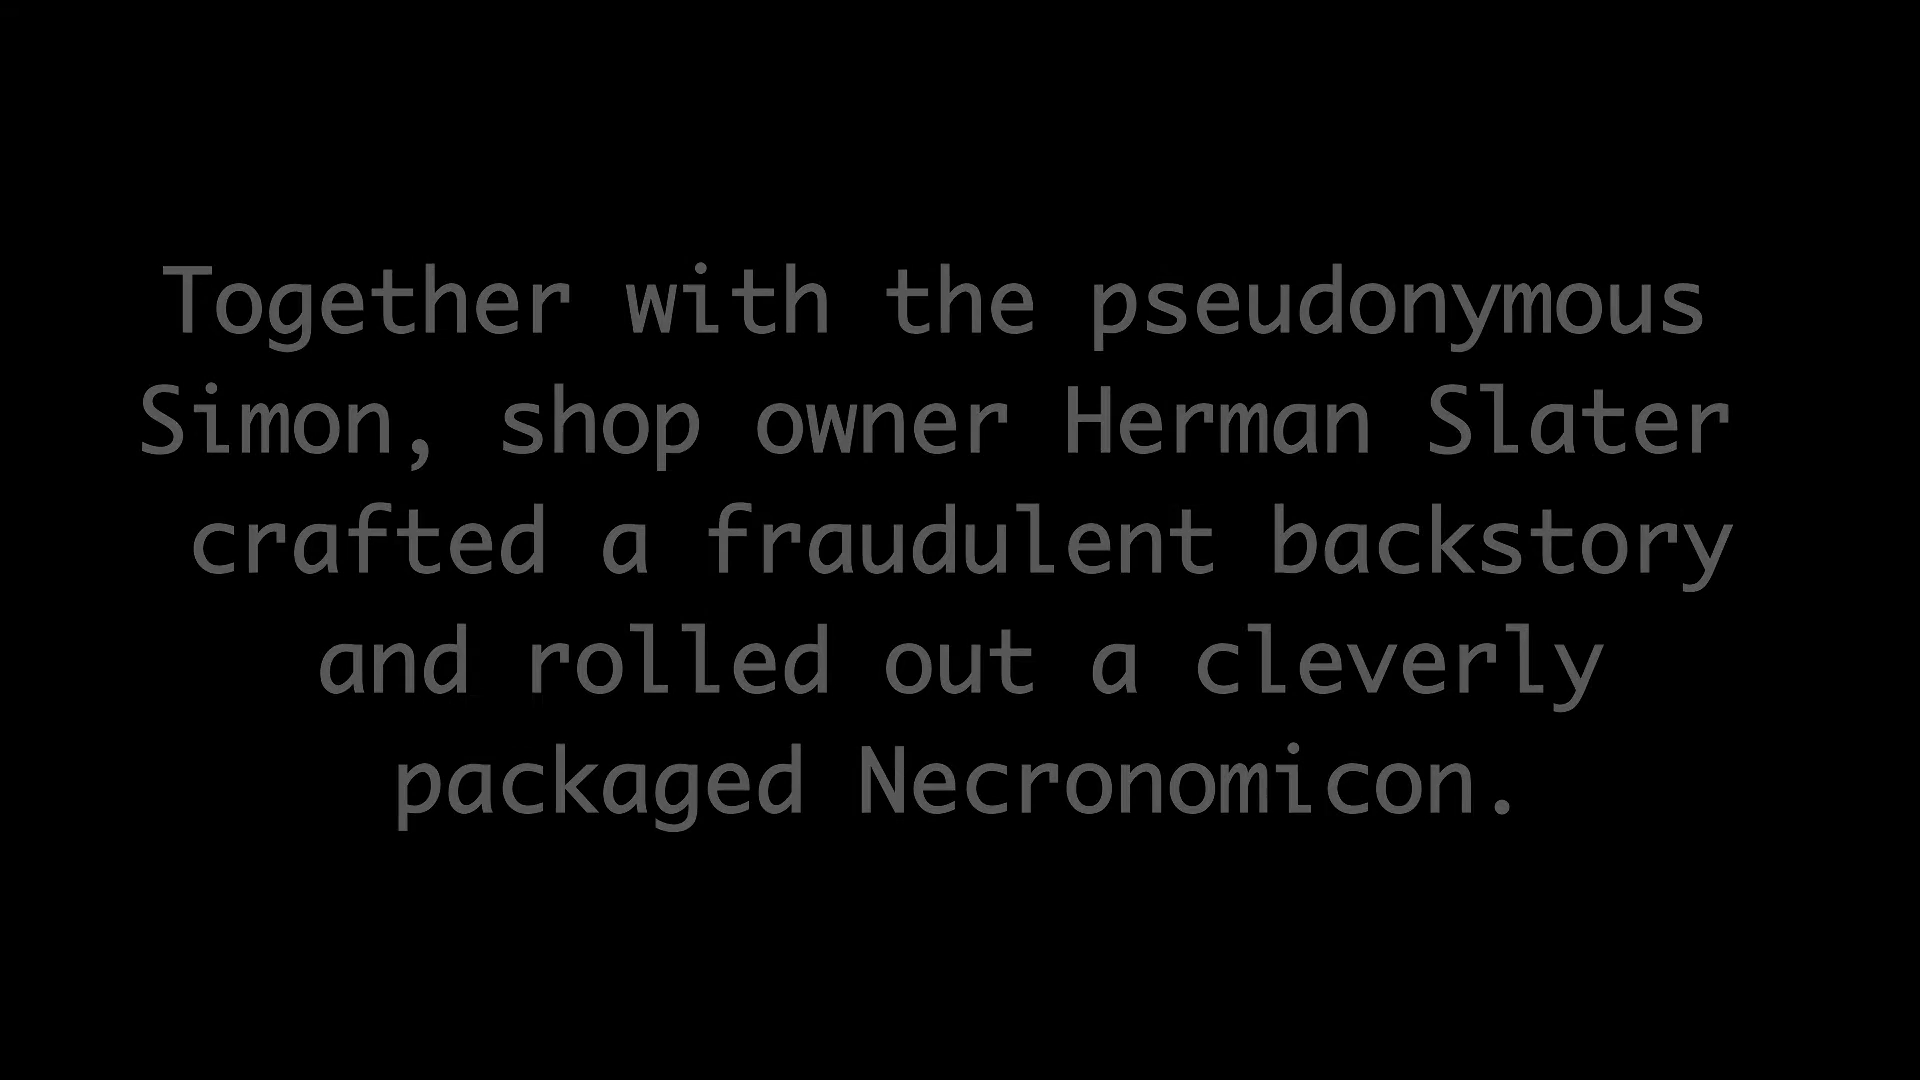 Together with the pseudonymous
Simon, shop owner Herman Slater
crafted a fraudulent backstory
and rolled out a cleverly
packaged Necronomicon.